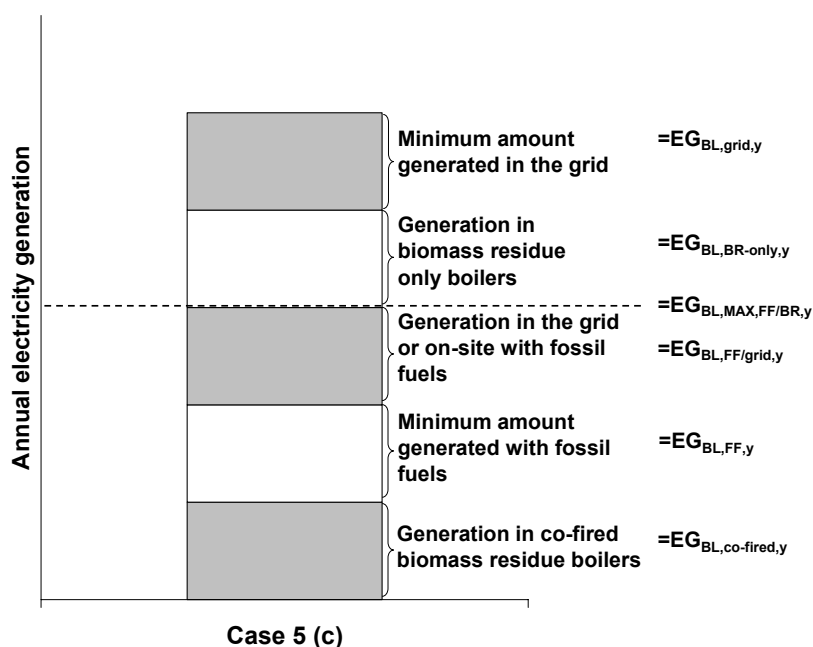 Annual electricity generation
Minimum amount
generated in the grid
=EG_BL,grid,y
Generation in
biomass residue
only boilers
=EG_BL,BR-only,y
=EG_BL,MAX,FF/BR,y
Generation in the grid
or on-site with fossil
fuels
=EG_BL,FF/grid,y
Minimum amount
generated with fossil
fuels
=EG_BL,FF,y
Generation in co-fired
biomass residue boilers
=EG_BL,co-fired,y
Case 5 (c)